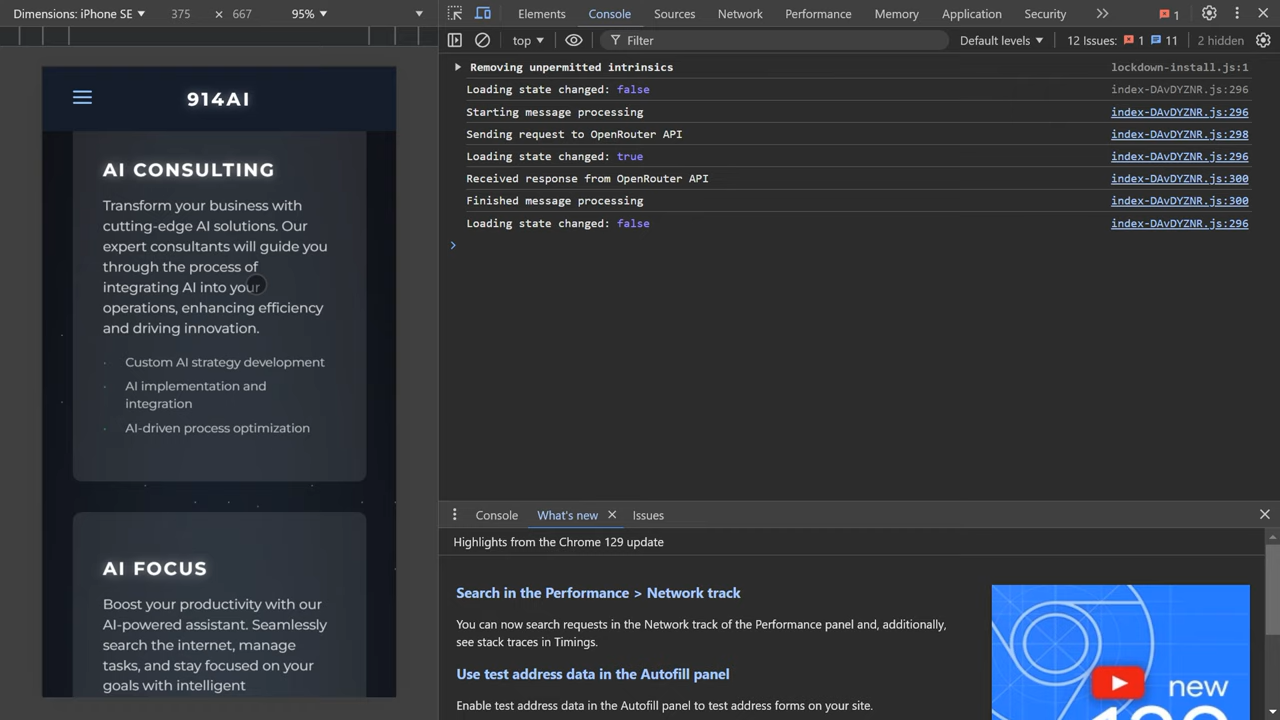 Dimensions: iPhone SE ▼ 375 × 667 95% ▼
914AI
AI CONSULTING
Transform your business with
cutting-edge AI solutions. Our
expert consultants will guide you
through the process of
integrating AI into your
operations, enhancing efficiency
and driving innovation.
· Custom AI strategy development
· AI implementation and
integration
· AI-driven process optimization
AI FOCUS
Boost your productivity with our
AI-powered assistant. Seamlessly
search the internet, manage
tasks, and stay focused on your
goals with intelligent
Elements Console Sources Network Performance Memory Application Security 1
top ▼ Filter Default levels ▼ 12 Issues: 1 11 2 hidden
Removing unpermitted intrinsics lockdown-install.js:1
Loading state changed: false index-DAvDYZNR.js:296
Starting message processing index-DAvDYZNR.js:296
Sending request to OpenRouter API index-DAvDYZNR.js:298
Loading state changed: true index-DAvDYZNR.js:296
Received response from OpenRouter API index-DAvDYZNR.js:300
Finished message processing index-DAvDYZNR.js:300
Loading state changed: false index-DAvDYZNR.js:296
Console What's new Issues
Highlights from the Chrome 129 update
Search in the Performance > Network track
You can now search requests in the Network track of the Performance panel and, additionally,
see stack traces in Timings.
Use test address data in the Autofill panel
Enable test address data in the Autofill panel to test address forms on your site.
new